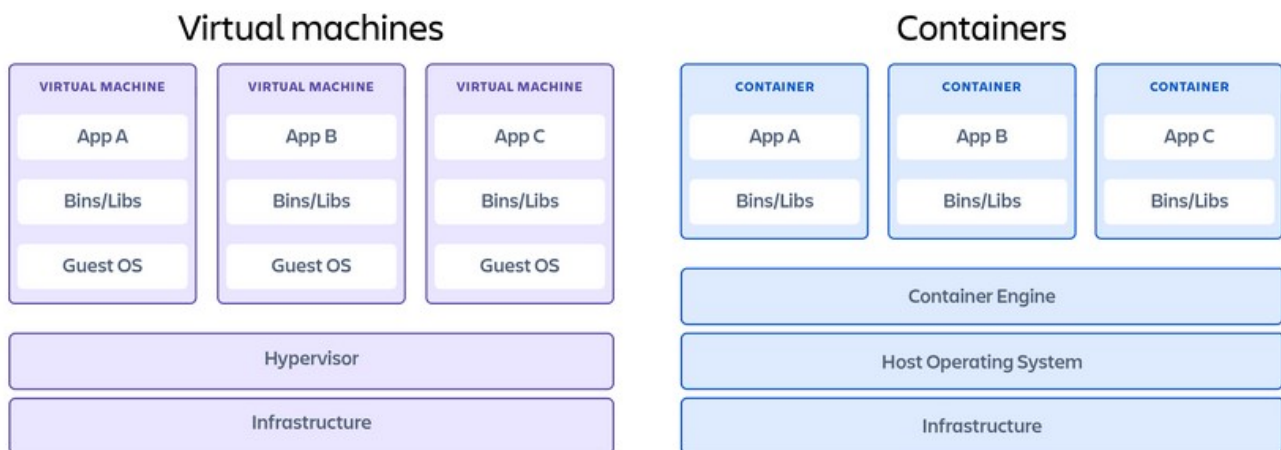 Virtual machines
VIRTUAL MACHINE
App A
Bins/Libs
Guest OS
VIRTUAL MACHINE
App B
Bins/Libs
Guest OS
VIRTUAL MACHINE
App C
Bins/Libs
Guest OS
Hypervisor
Infrastructure
Containers
CONTAINER
App A
Bins/Libs
CONTAINER
App B
Bins/Libs
CONTAINER
App C
Bins/Libs
Container Engine
Host Operating System
Infrastructure